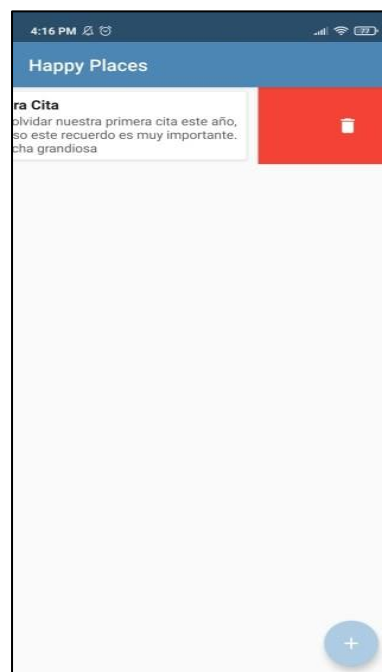 4:16 PM
77
Happy Places
ra Cita
olvidar nuestra primera cita este año,
so este recuerdo es muy importante.
cha grandiosa